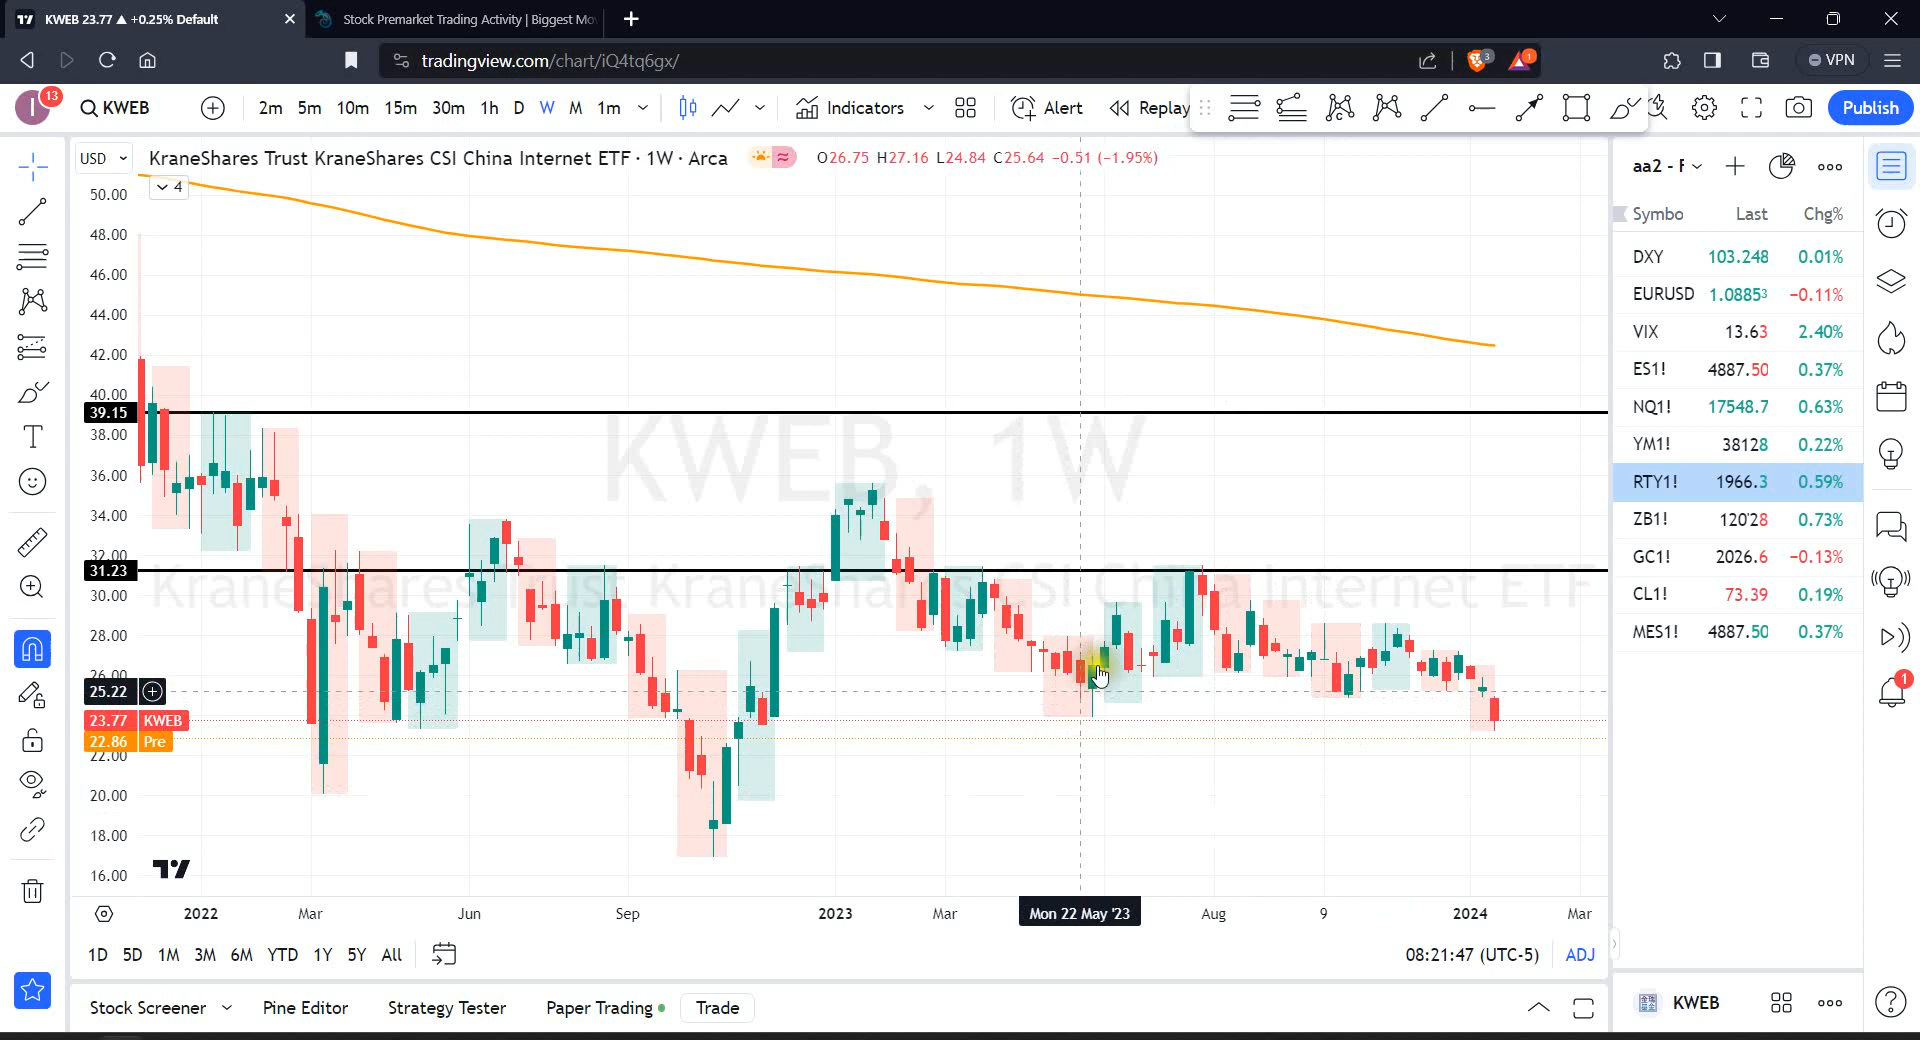 KWEB 23.77 ▲ +0.25% Default
Stock Premarket Trading Activity | Biggest Mo
tradingview.com/chart/iQ4tq6gx/
3
1
VPN
I
13
KWEB
2m 5m 10m 15m 30m 1h D W M 1m
Indicators
Alert
Replay
Publish
USD
KraneShares Trust KraneShares CSI China Internet ETF · 1W · Arca
O26.75 H27.16 L24.84 C25.64 −0.51 (−1.95%)
4
50.00
48.00
46.00
44.00
42.00
40.00
39.15
38.00
36.00
34.00
32.00
31.23
30.00
28.00
26.00
25.22
23.77 KWEB
22.86 Pre
22.00
20.00
18.00
16.00
KWEB, 1W
KraneShares Trust KraneShares CSI China Internet ETF
2022 Mar Jun Sep 2023 Mar Mon 22 May '23 Aug 9 2024 Mar
1D 5D 1M 3M 6M YTD 1Y 5Y All
08:21:47 (UTC-5) ADJ
Stock Screener Pine Editor Strategy Tester Paper Trading Trade
aa2 - F
Symbo Last Chg%
DXY 103.248 0.01%
EURUSD 1.08853 −0.11%
VIX 13.63 2.40%
ES1! 4887.50 0.37%
NQ1! 17548.7 0.63%
YM1! 38128 0.22%
RTY1! 1966.3 0.59%
ZB1! 120'28 0.73%
GC1! 2026.6 −0.13%
CL1! 73.39 0.19%
MES1! 4887.50 0.37%
1
KWEB